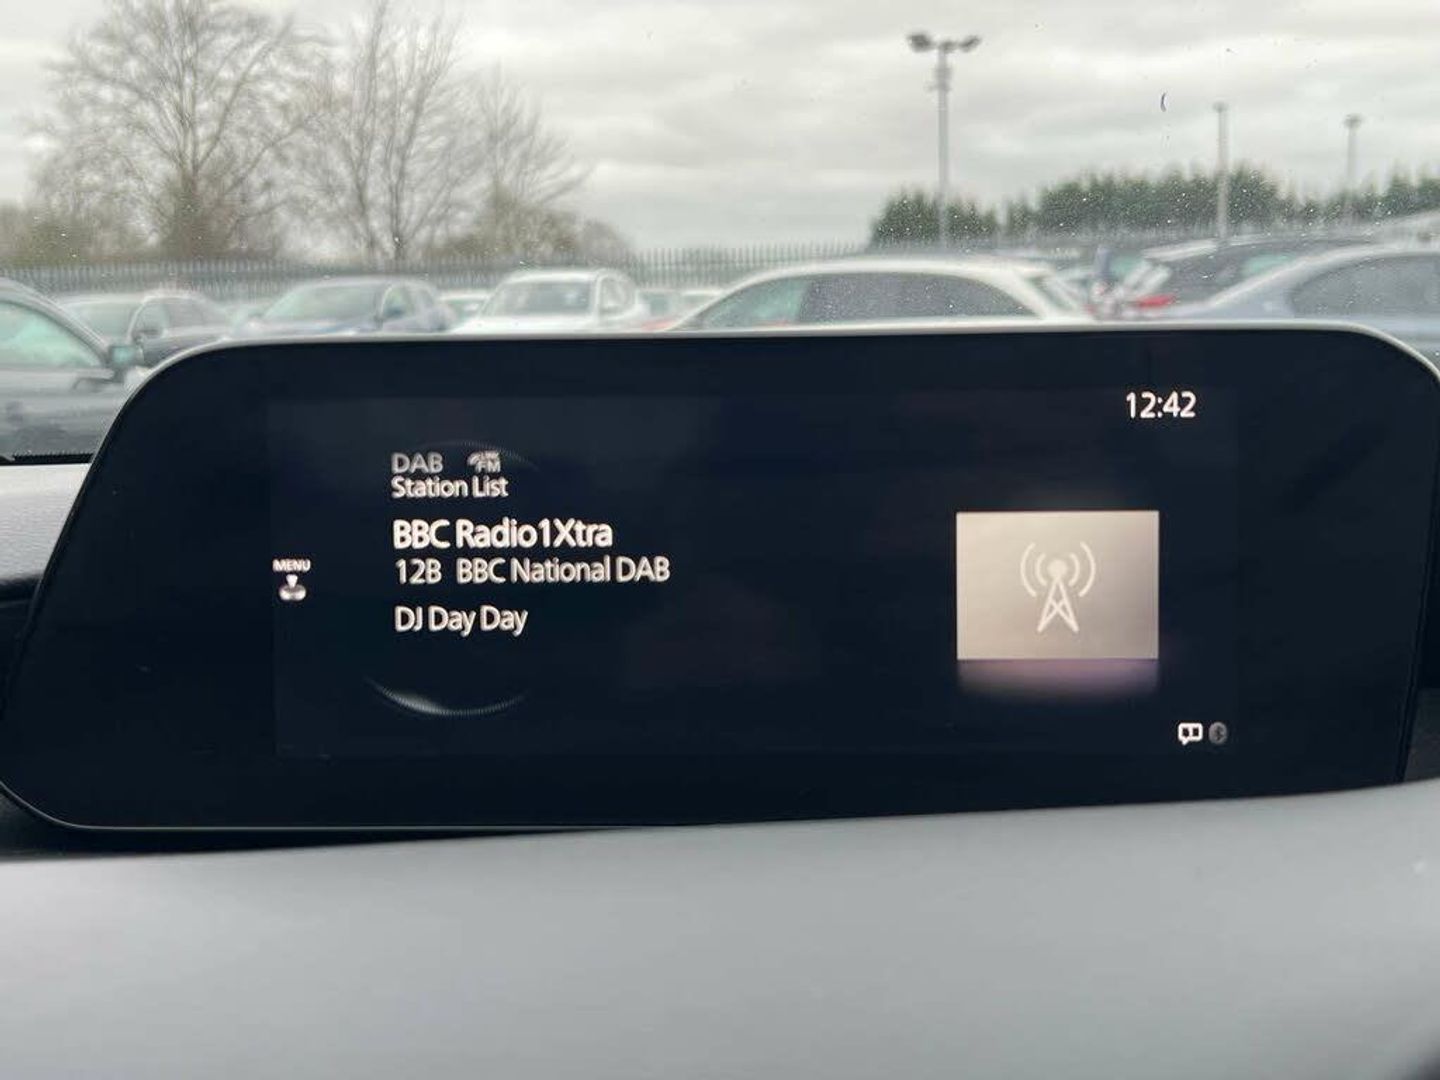 12:42
DAB FM
Station List
BBC Radio1Xtra
12B BBC National DAB
MENU
DJ Day Day